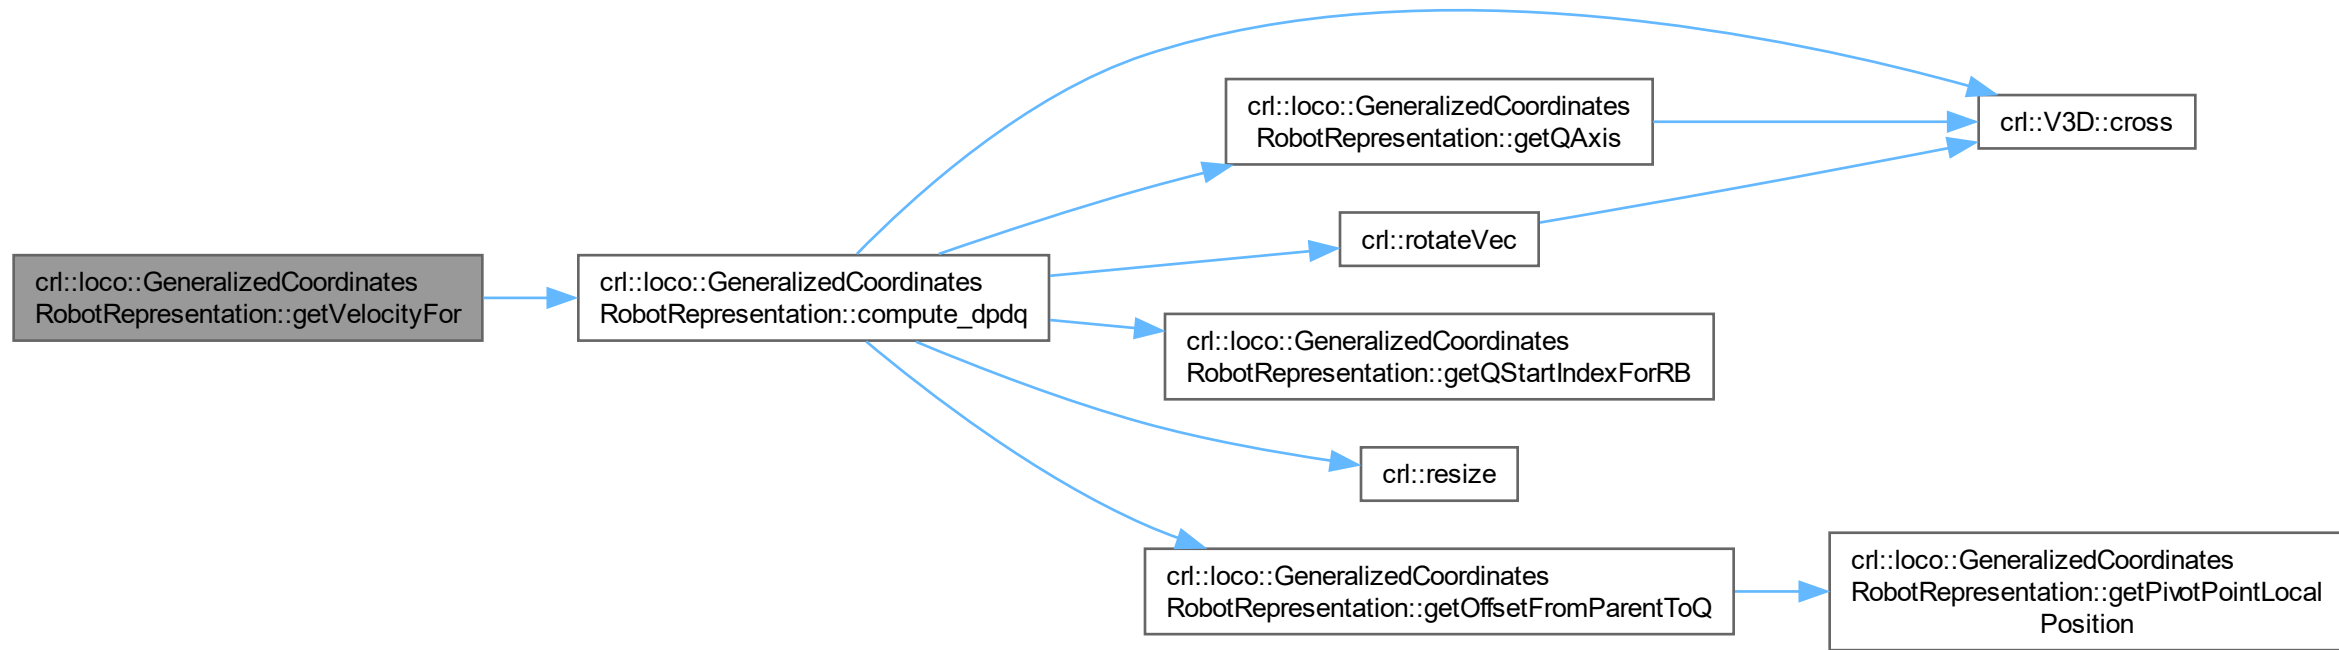 crl::loco::GeneralizedCoordinates
RobotRepresentation::getVelocityFor
crl::loco::GeneralizedCoordinates
RobotRepresentation::compute_dpdq
crl::loco::GeneralizedCoordinates
RobotRepresentation::getQAxis
crl::V3D::cross
crl::rotateVec
crl::loco::GeneralizedCoordinates
RobotRepresentation::getQStartIndexForRB
crl::resize
crl::loco::GeneralizedCoordinates
RobotRepresentation::getOffsetFromParentToQ
crl::loco::GeneralizedCoordinates
RobotRepresentation::getPivotPointLocal
Position